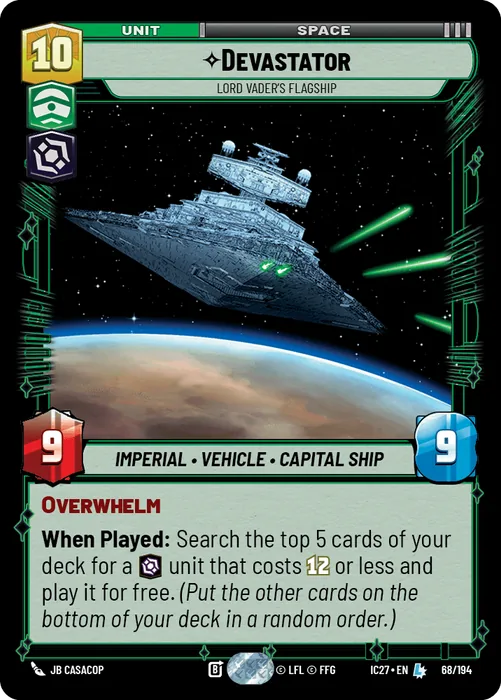 UNIT
SPACE
10
DEVASTATOR
LORD VADER'S FLAGSHIP
9
9
IMPERIAL • VEHICLE • CAPITAL SHIP
OVERWHELM
When Played: Search the top 5 cards of your
deck for a unit that costs 12 or less and
play it for free. (Put the other cards on the
bottom of your deck in a random order.)
JB CASACOP
B
© LFL © FFG
IC27 • EN
L
68/194